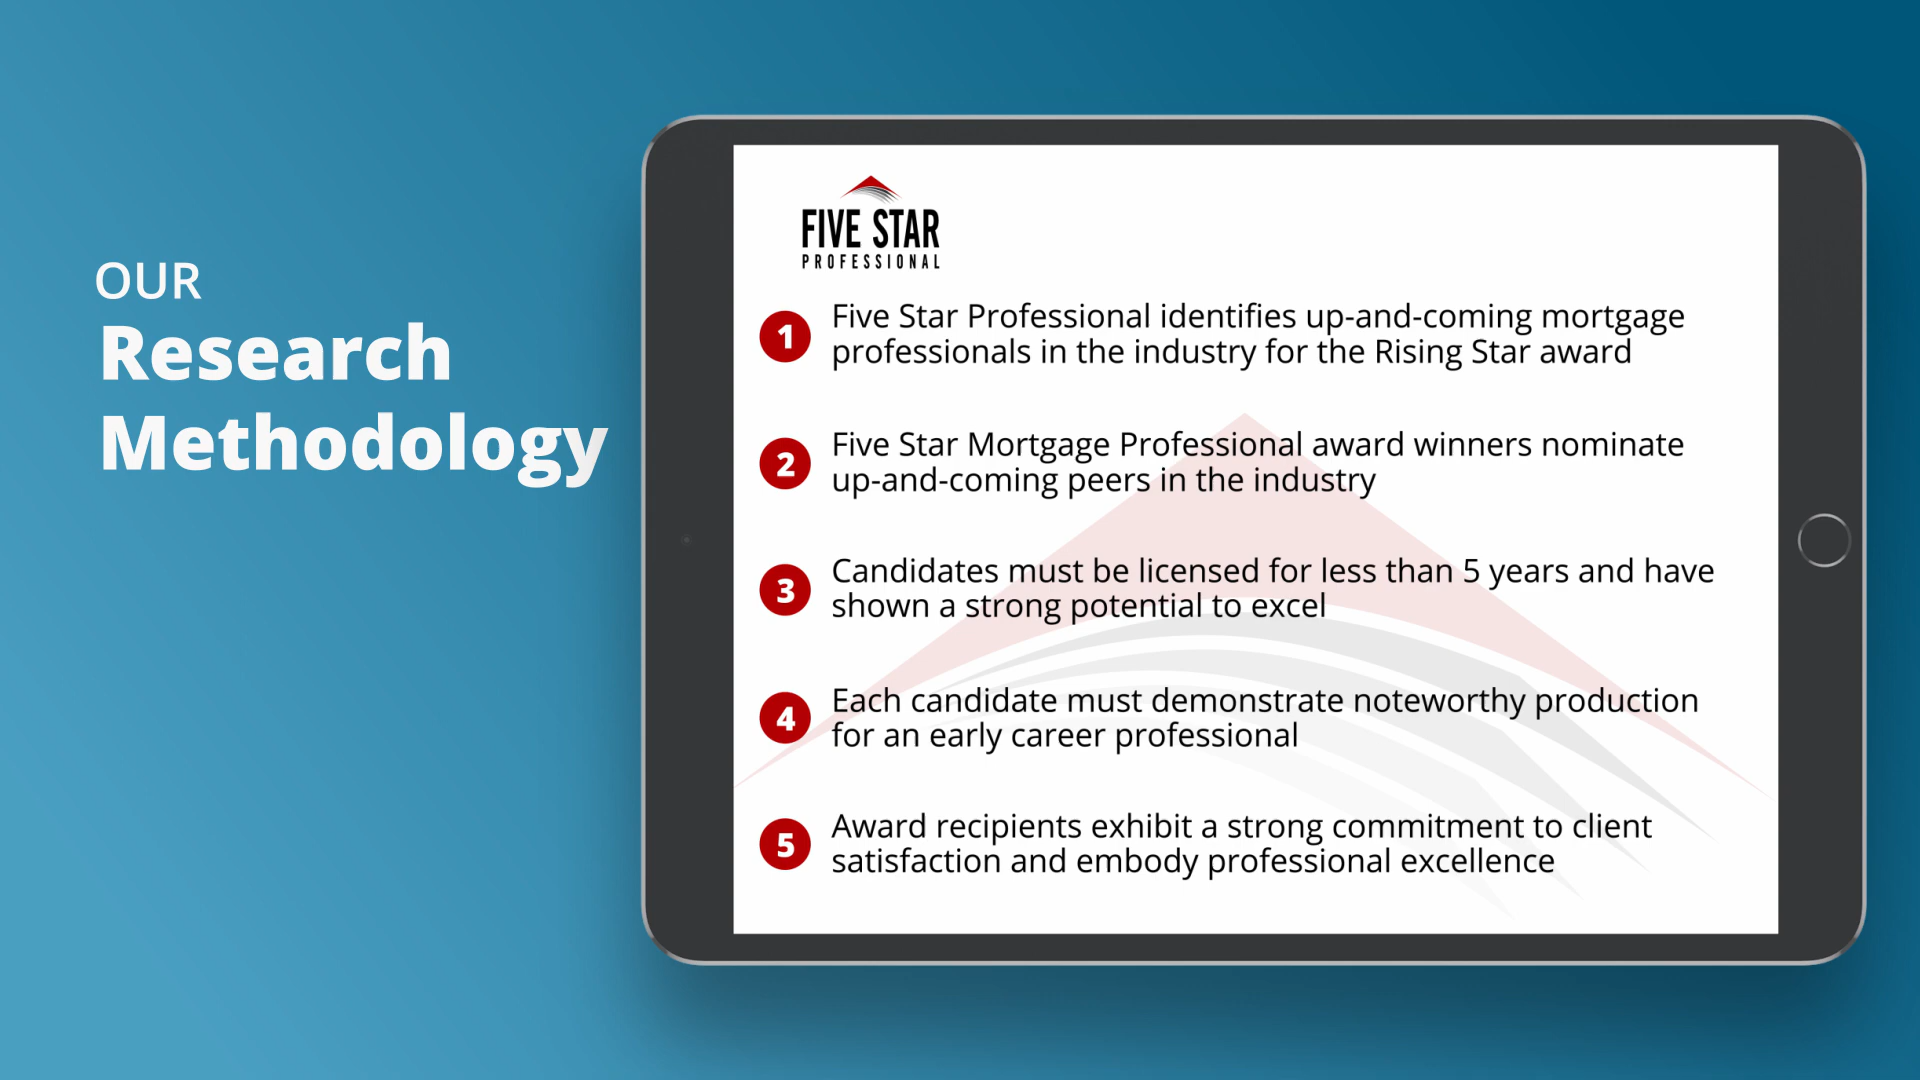 OUR
Research
Methodology
FIVE STAR
PROFESSIONAL
1 Five Star Professional identifies up-and-coming mortgage
professionals in the industry for the Rising Star award
2 Five Star Mortgage Professional award winners nominate
up-and-coming peers in the industry
3 Candidates must be licensed for less than 5 years and have
shown a strong potential to excel
4 Each candidate must demonstrate noteworthy production
for an early career professional
5 Award recipients exhibit a strong commitment to client
satisfaction and embody professional excellence